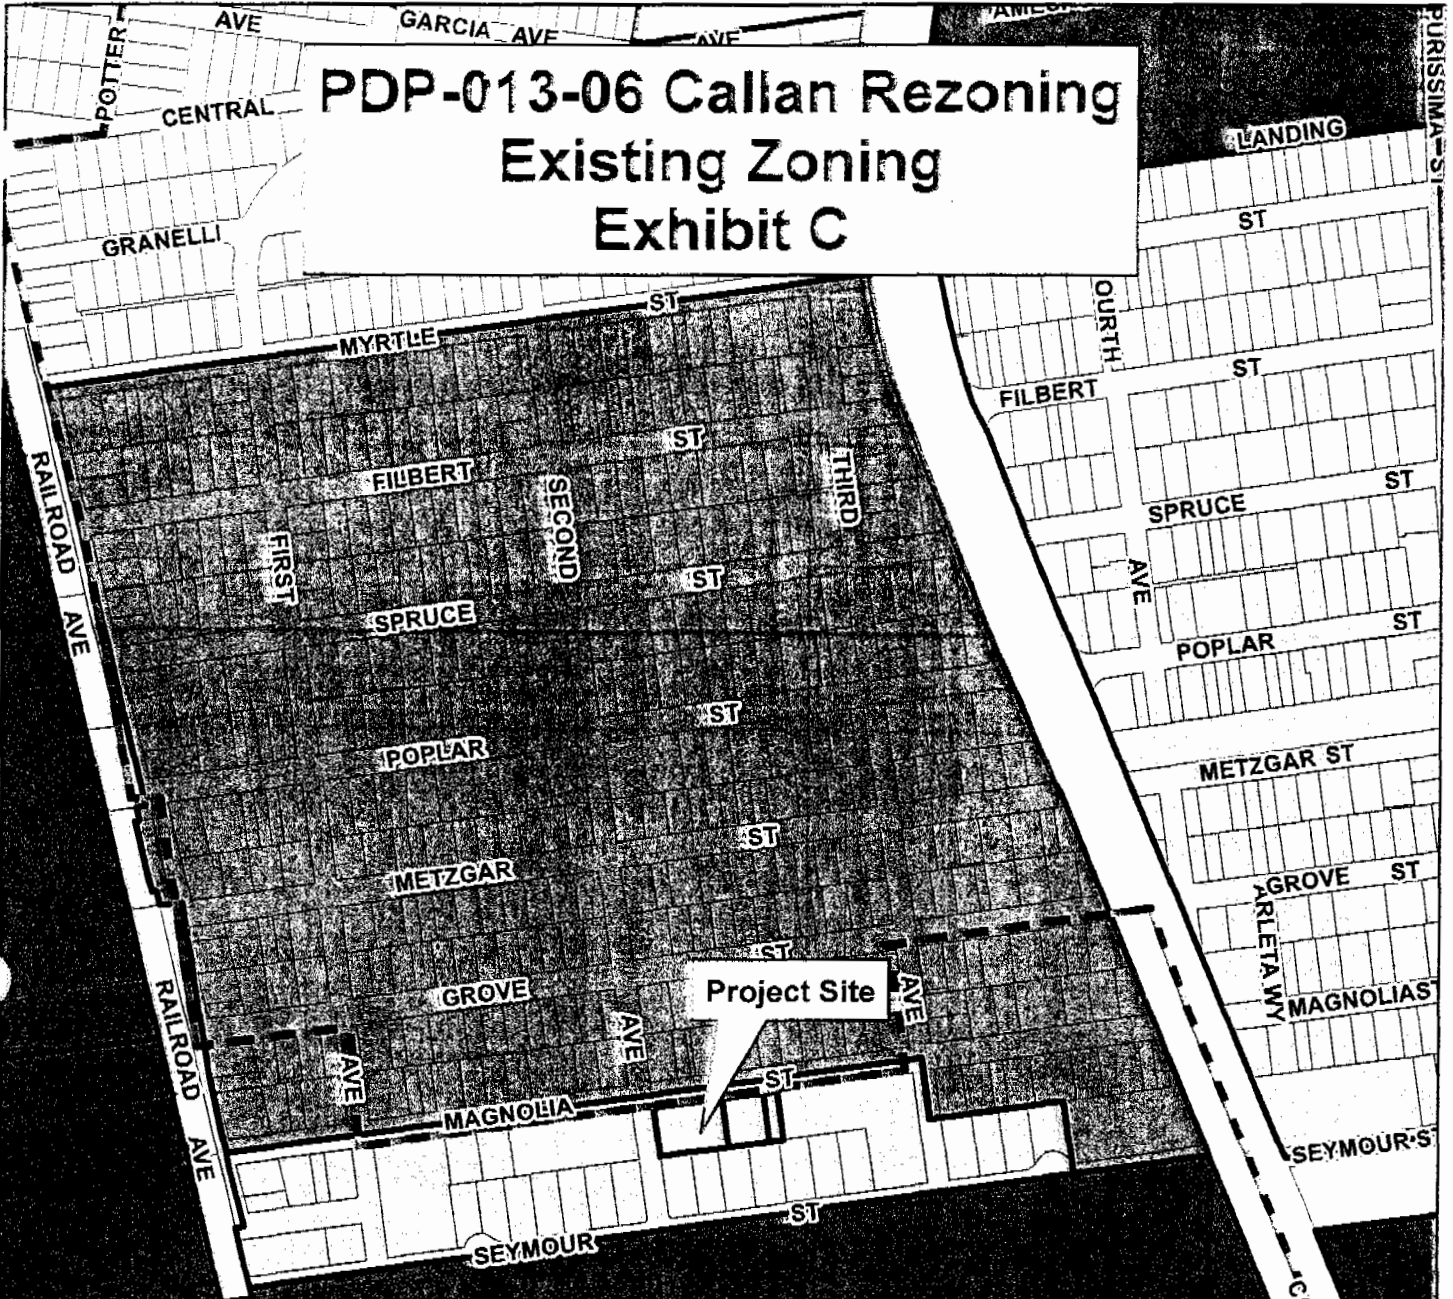 AVE
GARCIA AVE
AVE
POTTER
PURISSIMA ST
CENTRAL
PDP-013-06 Callan Rezoning
Existing Zoning
Exhibit C
LANDING
ST
GRANELLI
MYRTLE
ST
OURTH
FILBERT
ST
ST
FILBERT
RAILROAD
AVE
SECOND
THIRD
SPRUCE
ST
FIRST
ST
SPRUCE
AVE
POPLAR
ST
ST
POPLAR
METZGAR ST
ST
METZGAR
GROVE
ST
ARLETA WY
ST
Project Site
GROVE
AVE
AVE
AVE
RAILROAD
AVE
MAGNOLIA ST
ST
MAGNOLIA
SEYMOUR S
ST
SEYMOUR
C